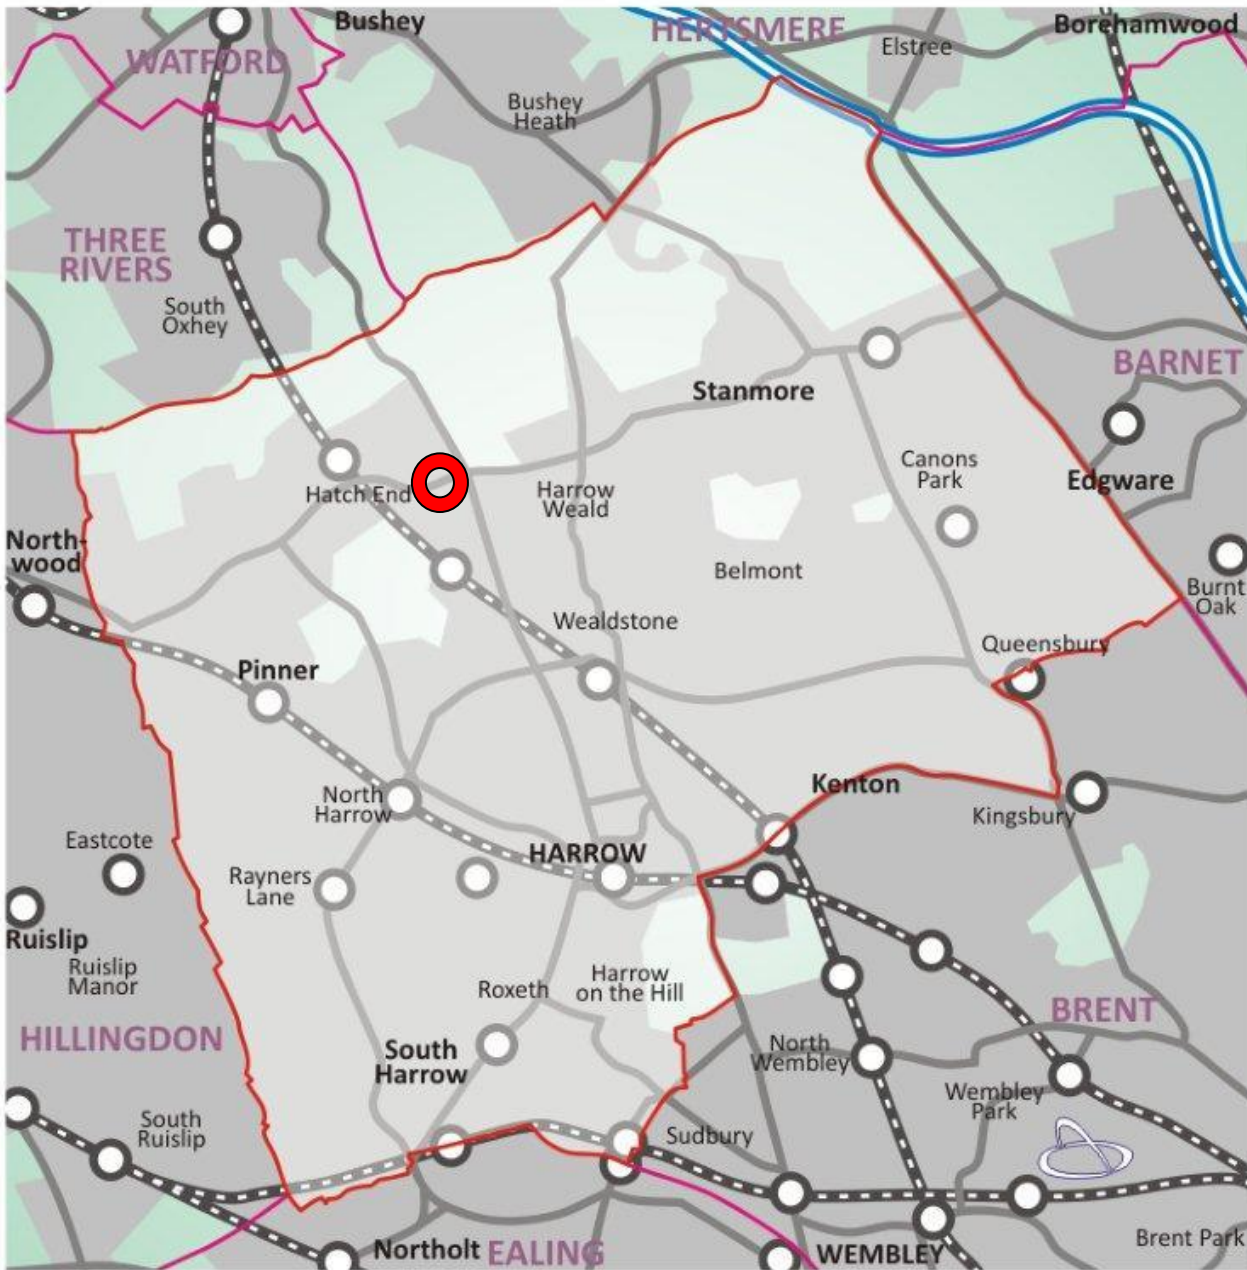 Bushey
HERTSMERE
Borehamwood
WATFORD
Elstree
Bushey
Heath
THREE
RIVERS
South
Oxhey
BARNET
Stanmore
Edgware
Canons
Park
Hatch End
Harrow
Weald
North-
wood
Belmont
Burnt
Oak
Wealdstone
Queensbury
Pinner
Kenton
North
Harrow
Kingsbury
Eastcote
HARROW
Rayners
Lane
Ruislip
Ruislip
Manor
Roxeth
Harrow
on the Hill
BRENT
HILLINGDON
South
Harrow
North
Wembley
Wembley
Park
South
Ruislip
Sudbury
Brent Park
Northolt
EALING
WEMBLEY